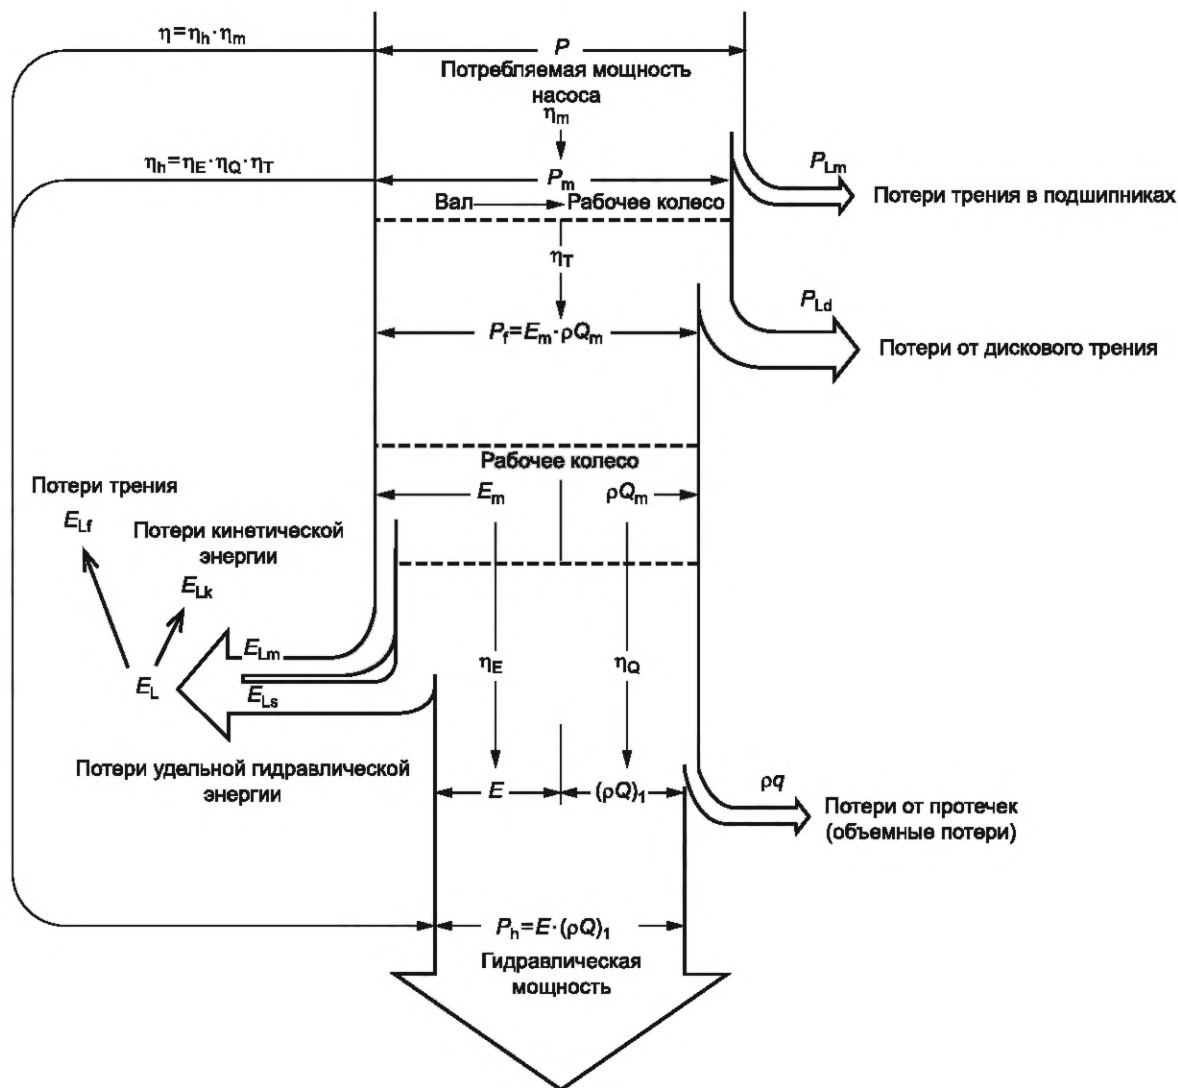 η=ηh·ηm
P
Потребляемая мощность
насоса
ηm
ηh=ηE·ηQ·ηT
Pm
PLm
Потери трения в подшипниках
Вал
Рабочее колесо
ηT
PLd
Pf=Em·ρQm
Потери от дискового трения
Рабочее колесо
Потери трения
Em
ρQm
ELf
Потери кинетической
энергии
ELk
ELm
ηE
ηQ
EL
ELs
Потери удельной гидравлической
энергии
E
(ρQ)1
ρq
Потери от протечек
(объемные потери)
Ph=E·(ρQ)1
Гидравлическая
мощность